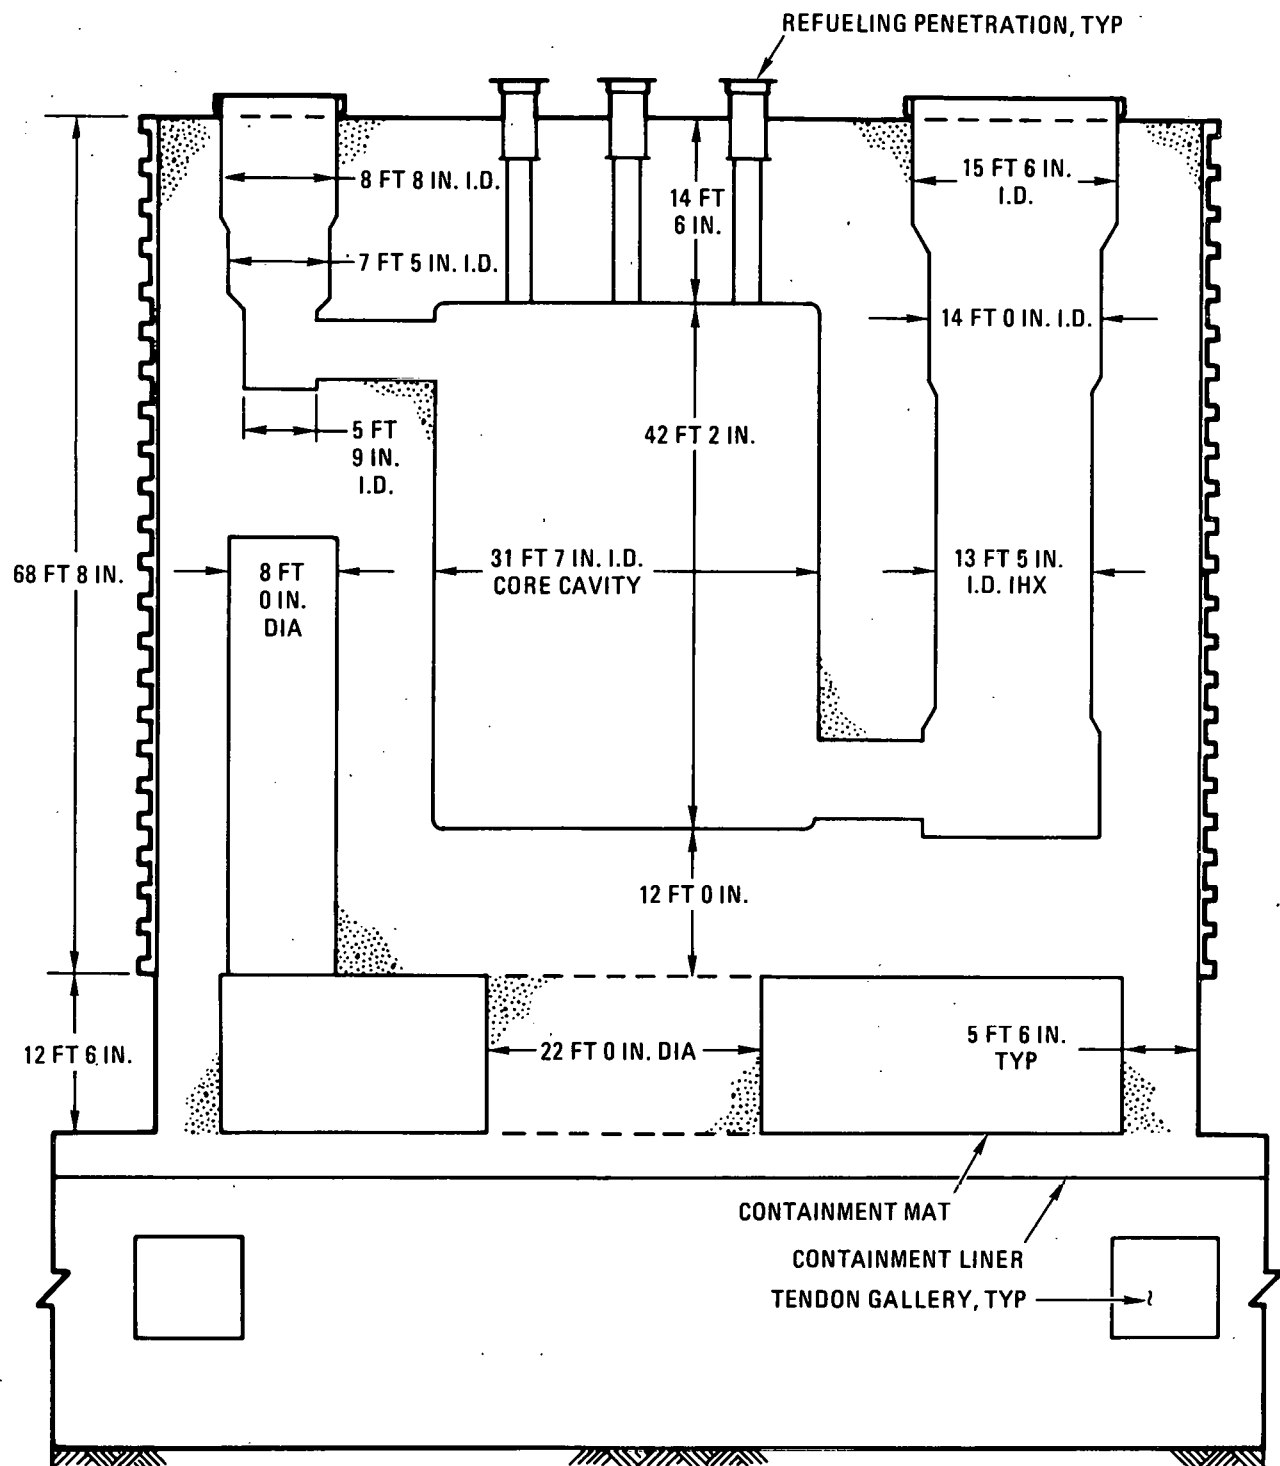 REFUELING PENETRATION, TYP
8 FT 8 IN. I.D.
14 FT
6 IN.
15 FT 6 IN.
I.D.
7 FT 5 IN. I.D.
14 FT 0 IN. I.D.
5 FT
9 IN.
I.D.
42 FT 2 IN.
68 FT 8 IN.
8 FT
0 IN.
DIA
31 FT 7 IN. I.D.
CORE CAVITY
13 FT 5 IN.
I.D. IHX
12 FT 0 IN.
12 FT 6 IN.
22 FT 0 IN. DIA
5 FT 6 IN.
TYP
CONTAINMENT MAT
CONTAINMENT LINER
TENDON GALLERY, TYP